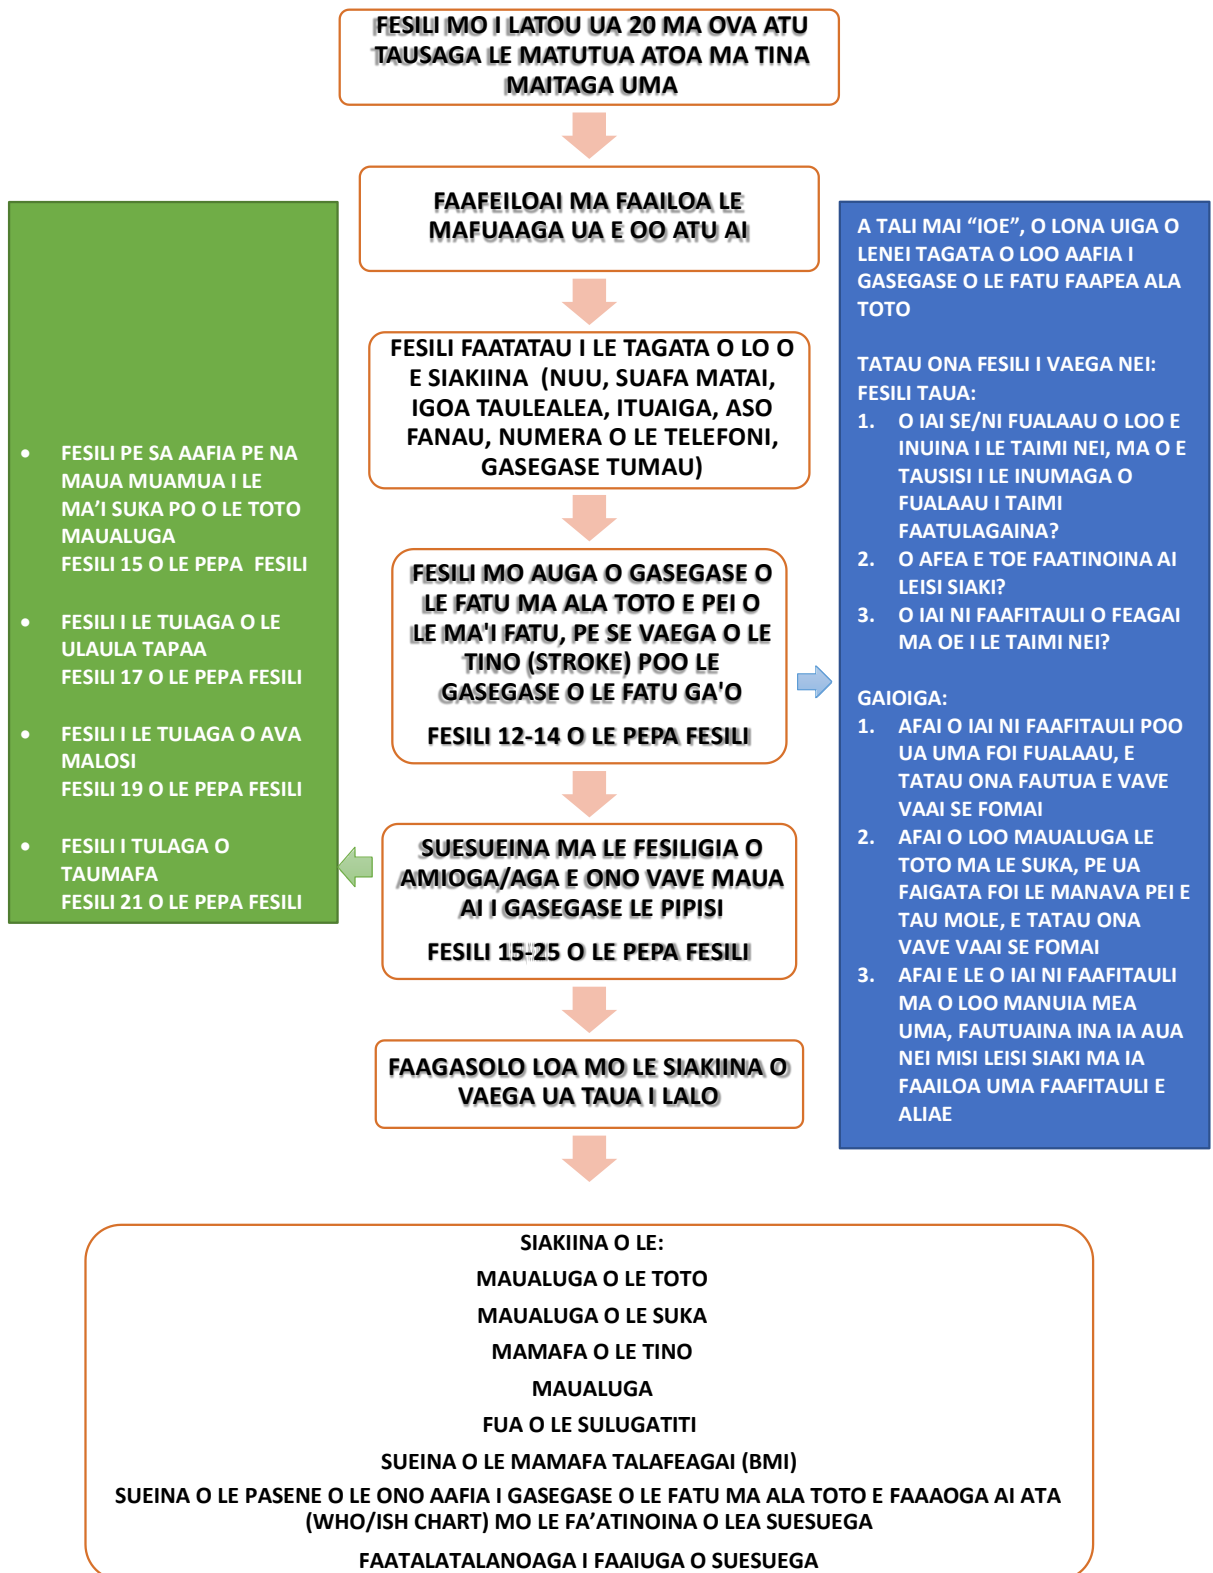 FESILI MO I LATOU UA 20 MA OVA ATU
TAUSAGA LE MATUTUA ATOA MA TINA
MAITAGA UMA
FAAFEILOAI MA FAAILOA LE
MAFUAAGA UA E OO ATU AI
FESILI FAATATAU I LE TAGATA O LO O
E SIAKIINA (NUU, SUAFA MATAI,
IGOA TAULEALEA, ITUAIGA, ASO
FANAU, NUMERA O LE TELEFONI,
GASEGASE TUMAU)
FESILI MO AUGA O GASEGASE O
LE FATU MA ALA TOTO E PEI O
LE MA'I FATU, PE SE VAEGA O LE
TINO (STROKE) POO LE
GASEGASE O LE FATU GA'O
FESILI 12-14 O LE PEPA FESILI
A TALI MAI “IOE”, O LONA UIGA O
LENEI TAGATA O LOO AAFIA I
GASEGASE O LE FATU FAAPEA ALA
TOTO
TATAU ONA FESILI I VAEGA NEI:
FESILI TAUA:
1. O IAI SE/NI FUALAAU O LOO E
INUINA I LE TAIMI NEI, MA O E
TAUSISI I LE INUMAGA O
FUALAAU I TAIMI
FAATULAGAINA?
2. O AFEA E TOE FAATINOINA AI
LEISI SIAKI?
3. O IAI NI FAAFITAULI O FEAGAI
MA OE I LE TAIMI NEI?
GAIOIGA:
1. AFAI O IAI NI FAAFITAULI POO
UA UMA FOI FUALAAU, E
TATAU ONA FAUTUA E VAVE
VAAI SE FOMAI
2. AFAI O LOO MAUALUGA LE
TOTO MA LE SUKA, PE UA
FAIGATA FOI LE MANAVA PEI E
TAU MOLE, E TATAU ONA
VAVE VAAI SE FOMAI
3. AFAI E LE O IAI NI FAAFITAULI
MA O LOO MANUIA MEA
UMA, FAUTUAINA INA IA AUA
NEI MISI LEISI SIAKI MA IA
FAAILOA UMA FAAFITAULI E
ALIAE
SUESUEINA MA LE FESILIGIA O
AMIOGA/AGA E ONO VAVE MAUA
AI I GASEGASE LE PIPISI
FESILI 15-25 O LE PEPA FESILI
• FESILI PE SA AAFIA PE NA
MAUA MUAMUA I LE
MA’I SUKA PO O LE TOTO
MAUALUGA
FESILI 15 O LE PEPA FESILI
• FESILI I LE TULAGA O LE
ULAULA TAPAA
FESILI 17 O LE PEPA FESILI
• FESILI I LE TULAGA O AVA
MALOSI
FESILI 19 O LE PEPA FESILI
• FESILI I TULAGA O
TAUMAFA
FESILI 21 O LE PEPA FESILI
FAAGASOLO LOA MO LE SIAKIINA O
VAEGA UA TAUA I LALO
SIAKIINA O LE:
MAUALUGA O LE TOTO
MAUALUGA O LE SUKA
MAMAFA O LE TINO
MAUALUGA
FUA O LE SULUGATITI
SUEINA O LE MAMAFA TALAFEAGAI (BMI)
SUEINA O LE PASENE O LE ONO AAFIA I GASEGASE O LE FATU MA ALA TOTO E FAAAOGA AI ATA
(WHO/ISH CHART) MO LE FA’ATINOINA O LEA SUESUEGA
FAATALATALANOAGA I FAAIUGA O SUESUEGA